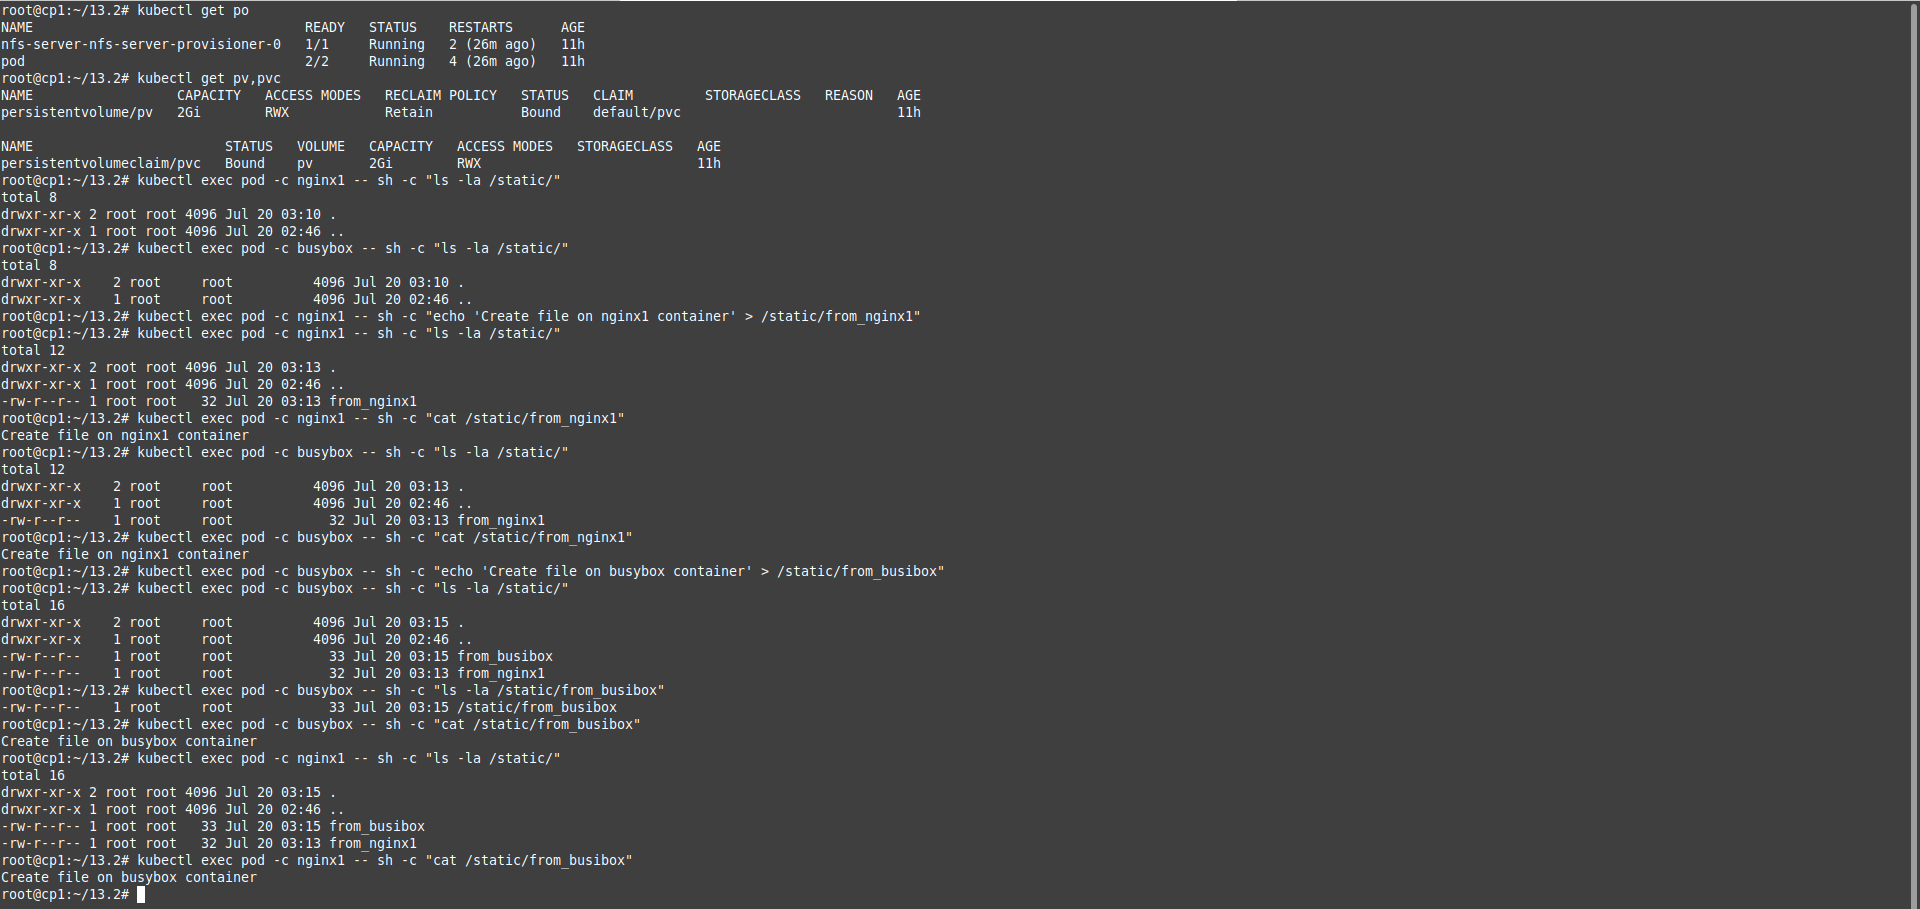 root@cp1:~/13.2# kubectl get po
NAME                                  READY   STATUS    RESTARTS      AGE
nfs-server-nfs-server-provisioner-0   1/1     Running   2 (26m ago)   11h
pod                                   2/2     Running   4 (26m ago)   11h
root@cp1:~/13.2# kubectl get pv,pvc
NAME                  CAPACITY   ACCESS MODES   RECLAIM POLICY   STATUS   CLAIM         STORAGECLASS   REASON   AGE
persistentvolume/pv   2Gi        RWX            Retain           Bound    default/pvc                           11h

NAME                        STATUS   VOLUME   CAPACITY   ACCESS MODES   STORAGECLASS   AGE
persistentvolumeclaim/pvc   Bound    pv       2Gi        RWX                           11h
root@cp1:~/13.2# kubectl exec pod -c nginx1 -- sh -c "ls -la /static/"
total 8
drwxr-xr-x 2 root root 4096 Jul 20 03:10 .
drwxr-xr-x 1 root root 4096 Jul 20 02:46 ..
root@cp1:~/13.2# kubectl exec pod -c busybox -- sh -c "ls -la /static/"
total 8
drwxr-xr-x    2 root     root          4096 Jul 20 03:10 .
drwxr-xr-x    1 root     root          4096 Jul 20 02:46 ..
root@cp1:~/13.2# kubectl exec pod -c nginx1 -- sh -c "echo 'Create file on nginx1 container' > /static/from_nginx1"
root@cp1:~/13.2# kubectl exec pod -c nginx1 -- sh -c "ls -la /static/"
total 12
drwxr-xr-x 2 root root 4096 Jul 20 03:13 .
drwxr-xr-x 1 root root 4096 Jul 20 02:46 ..
-rw-r--r-- 1 root root   32 Jul 20 03:13 from_nginx1
root@cp1:~/13.2# kubectl exec pod -c nginx1 -- sh -c "cat /static/from_nginx1"
Create file on nginx1 container
root@cp1:~/13.2# kubectl exec pod -c busybox -- sh -c "ls -la /static/"
total 12
drwxr-xr-x    2 root     root          4096 Jul 20 03:13 .
drwxr-xr-x    1 root     root          4096 Jul 20 02:46 ..
-rw-r--r--    1 root     root            32 Jul 20 03:13 from_nginx1
root@cp1:~/13.2# kubectl exec pod -c busybox -- sh -c "cat /static/from_nginx1"
Create file on nginx1 container
root@cp1:~/13.2# kubectl exec pod -c busybox -- sh -c "echo 'Create file on busybox container' > /static/from_busibox"
root@cp1:~/13.2# kubectl exec pod -c busybox -- sh -c "ls -la /static/"
total 16
drwxr-xr-x    2 root     root          4096 Jul 20 03:15 .
drwxr-xr-x    1 root     root          4096 Jul 20 02:46 ..
-rw-r--r--    1 root     root            33 Jul 20 03:15 from_busibox
-rw-r--r--    1 root     root            32 Jul 20 03:13 from_nginx1
root@cp1:~/13.2# kubectl exec pod -c busybox -- sh -c "ls -la /static/from_busibox"
-rw-r--r--    1 root     root            33 Jul 20 03:15 /static/from_busibox
root@cp1:~/13.2# kubectl exec pod -c busybox -- sh -c "cat /static/from_busibox"
Create file on busybox container
root@cp1:~/13.2# kubectl exec pod -c nginx1 -- sh -c "ls -la /static/"
total 16
drwxr-xr-x 2 root root 4096 Jul 20 03:15 .
drwxr-xr-x 1 root root 4096 Jul 20 02:46 ..
-rw-r--r-- 1 root root   33 Jul 20 03:15 from_busibox
-rw-r--r-- 1 root root   32 Jul 20 03:13 from_nginx1
root@cp1:~/13.2# kubectl exec pod -c nginx1 -- sh -c "cat /static/from_busibox"
Create file on busybox container
root@cp1:~/13.2#